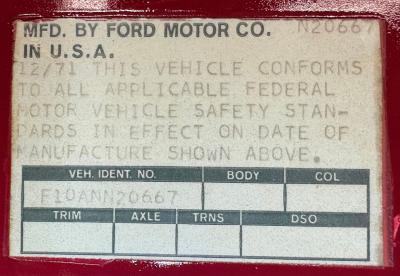 MFD. BY FORD MOTOR CO. N20667
IN U.S.A.
12/71 THIS VEHICLE CONFORMS
TO ALL APPLICABLE FEDERAL
MOTOR VEHICLE SAFETY STAN-
DARDS IN EFFECT ON DATE OF
MANUFACTURE SHOWN ABOVE.
VEH. IDENT. NO. BODY COL
F10ANN20667
TRIM AXLE TRNS DSO